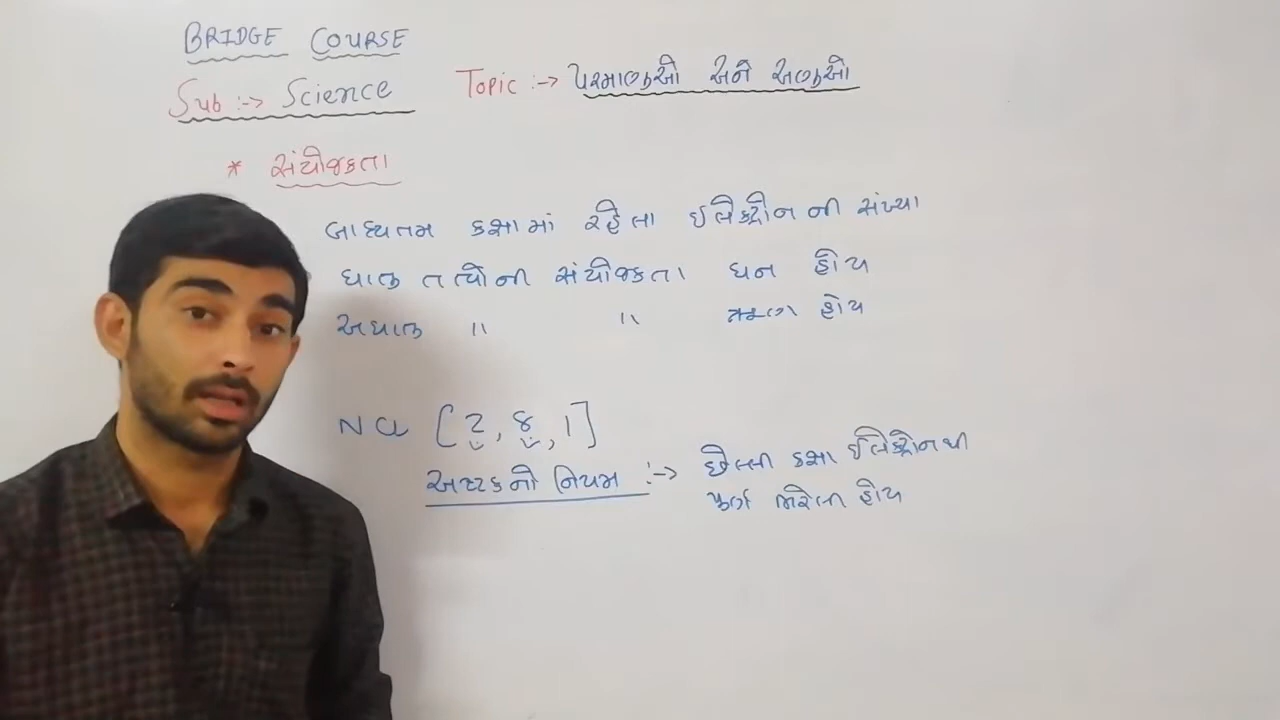 BRIDGE COURSE
Sub :-> Science
Topic :-> પરમાણુઓ અને અણુઓ
* સંયોજકતા
બાહ્યતમ કક્ષામાં રહેલા ઈલેક્ટ્રોન ની સંખ્યા
ધાતુ તત્વોની સંયોજકતા ધન હોય
અધાતુ " " ઋણ હોય
Na [2, 8, 1]
અષ્ટકનો નિયમ :-> છેલ્લી કક્ષા ઈલેક્ટ્રોનથી
પૂર્ણ ભરેલી હોય